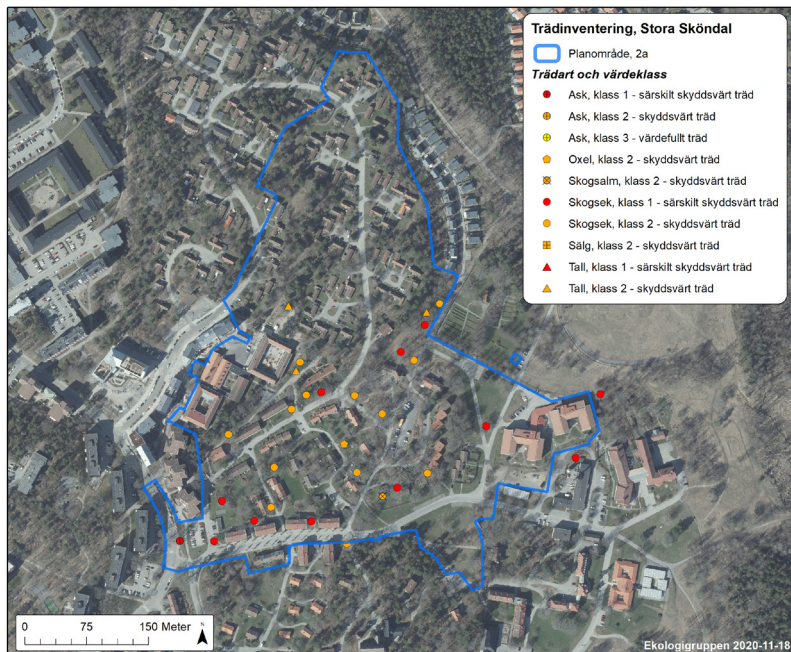 Trädinventering, Stora Sköndal
Planområde, 2a
Trädart och värdeklass
Ask, klass 1 - särskilt skyddsvärt träd
Ask, klass 2 - skyddsvärt träd
Ask, klass 3 - värdefullt träd
Oxel, klass 2 - skyddsvärt träd
Skogsalm, klass 2 - skyddsvärt träd
Skogsek, klass 1 - särskilt skyddsvärt träd
Skogsek, klass 2 - skyddsvärt träd
Sälg, klass 2 - skyddsvärt träd
Tall, klass 1 - särskilt skyddsvärt träd
Tall, klass 2 - skyddsvärt träd
0 75 150 Meter
N
Ekologigruppen 2020-11-18